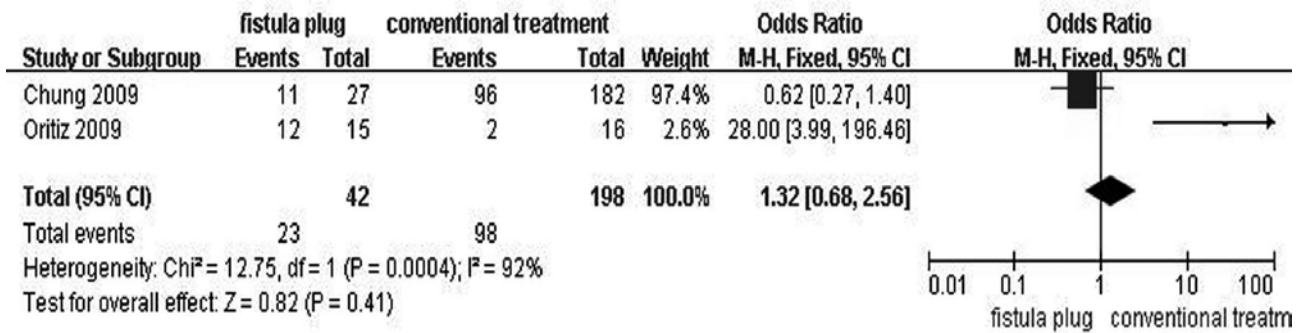 fistula plug conventional treatment Odds Ratio Odds Ratio
Study or Subgroup Events Total Events Total Weight M-H, Fixed, 95% CI M-H, Fixed, 95% CI
Chung 2009 11 27 96 182 97.4% 0.62 [0.27, 1.40]
Oritiz 2009 12 15 2 16 2.6% 28.00 [3.99, 196.46]
Total (95% CI) 42 198 100.0% 1.32 [0.68, 2.56]
Total events 23 98
Heterogeneity: Chi² = 12.75, df = 1 (P = 0.0004); I² = 92%
Test for overall effect: Z = 0.82 (P = 0.41)
0.01 0.1 1 10 100
fistula plug conventional treatm